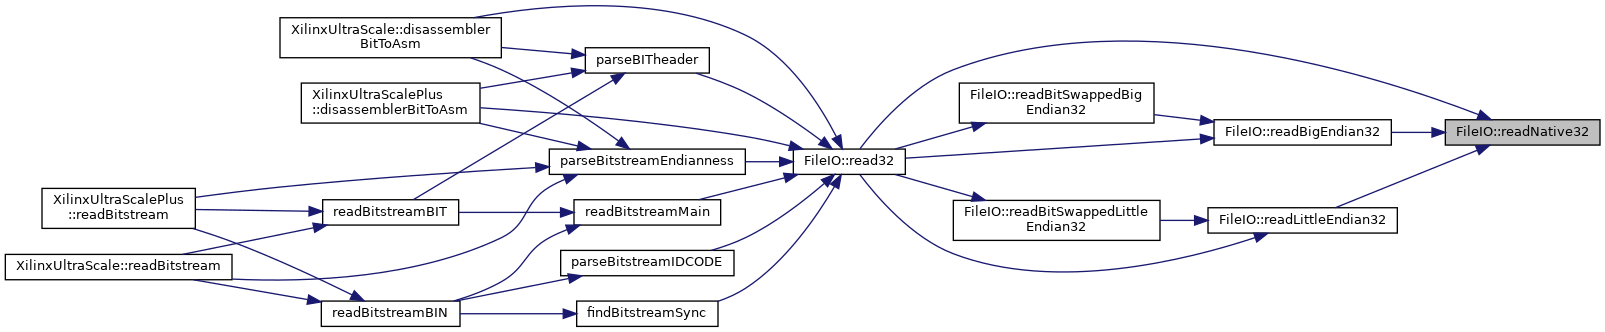 XilinxUltraScale::disassembler
BitToAsm
parseBITheader
XilinxUltraScalePlus
::disassemblerBitToAsm
FileIO::readBitSwappedBig
Endian32
FileIO::readBigEndian32
FileIO::readNative32
parseBitstreamEndianness
FileIO::read32
XilinxUltraScalePlus
::readBitstream
readBitstreamBIT
readBitstreamMain
FileIO::readBitSwappedLittle
Endian32
FileIO::readLittleEndian32
XilinxUltraScale::readBitstream
parseBitstreamIDCODE
readBitstreamBIN
findBitstreamSync